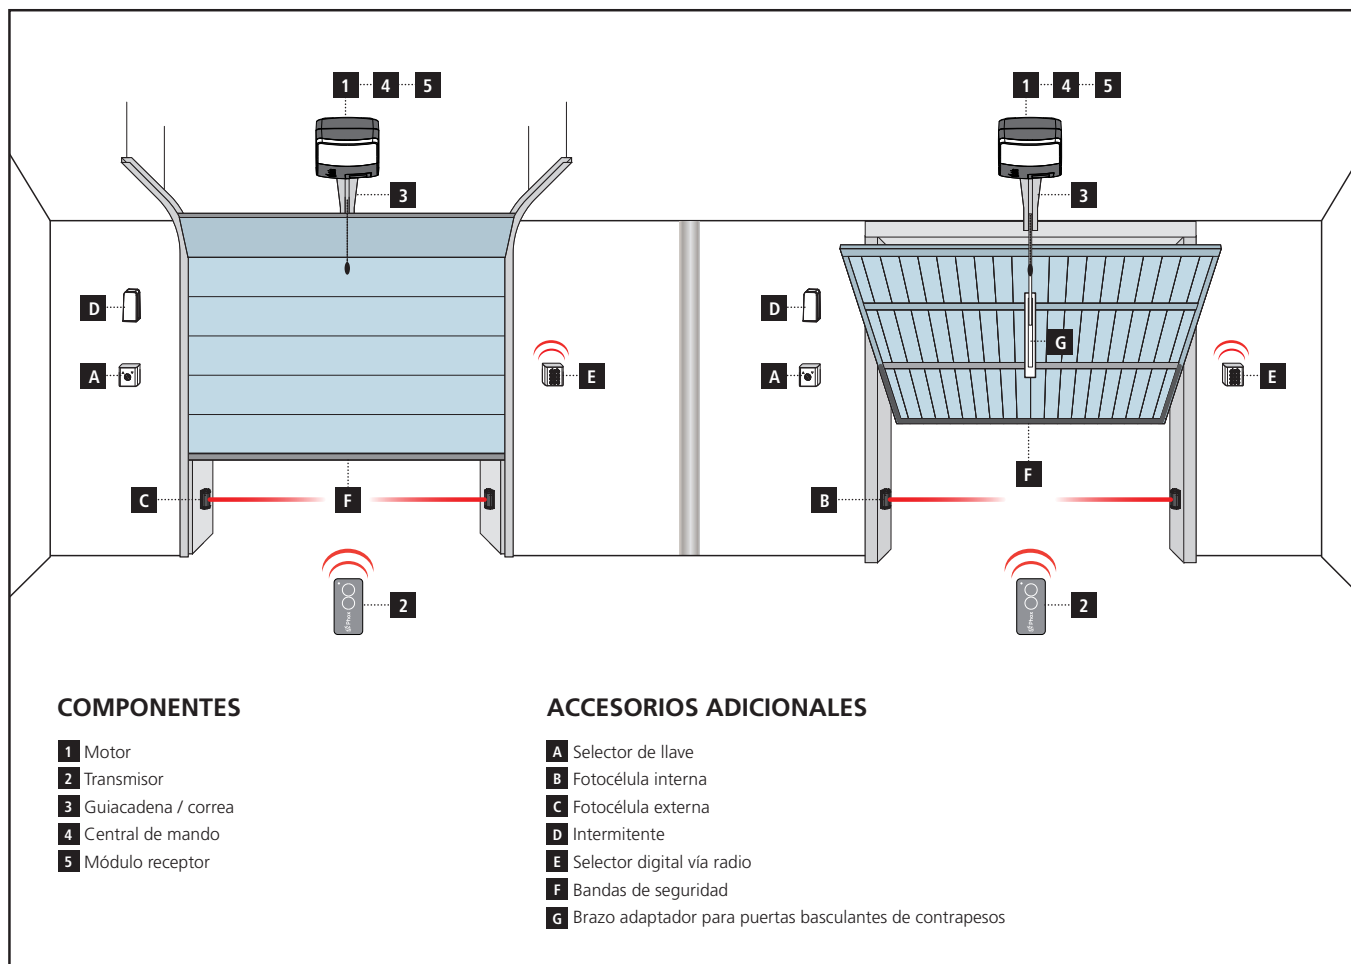 1 4 5
1 4 5
3
3
D
D
G
A
E
A
E
F
C
F
B
2
2
Phox
Phox
COMPONENTES
1 Motor
2 Transmisor
3 Guiacadena / correa
4 Central de mando
5 Módulo receptor
ACCESORIOS ADICIONALES
A Selector de llave
B Fotocélula interna
C Fotocélula externa
D Intermitente
E Selector digital vía radio
F Bandas de seguridad
G Brazo adaptador para puertas basculantes de contrapesos